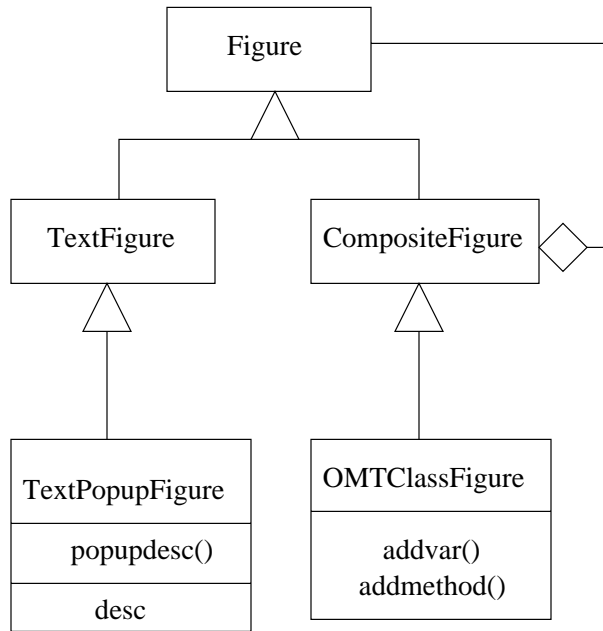 Figure
TextFigure
CompositeFigure
TextPopupFigure
popupdesc()
desc
OMTClassFigure
addvar()
addmethod()